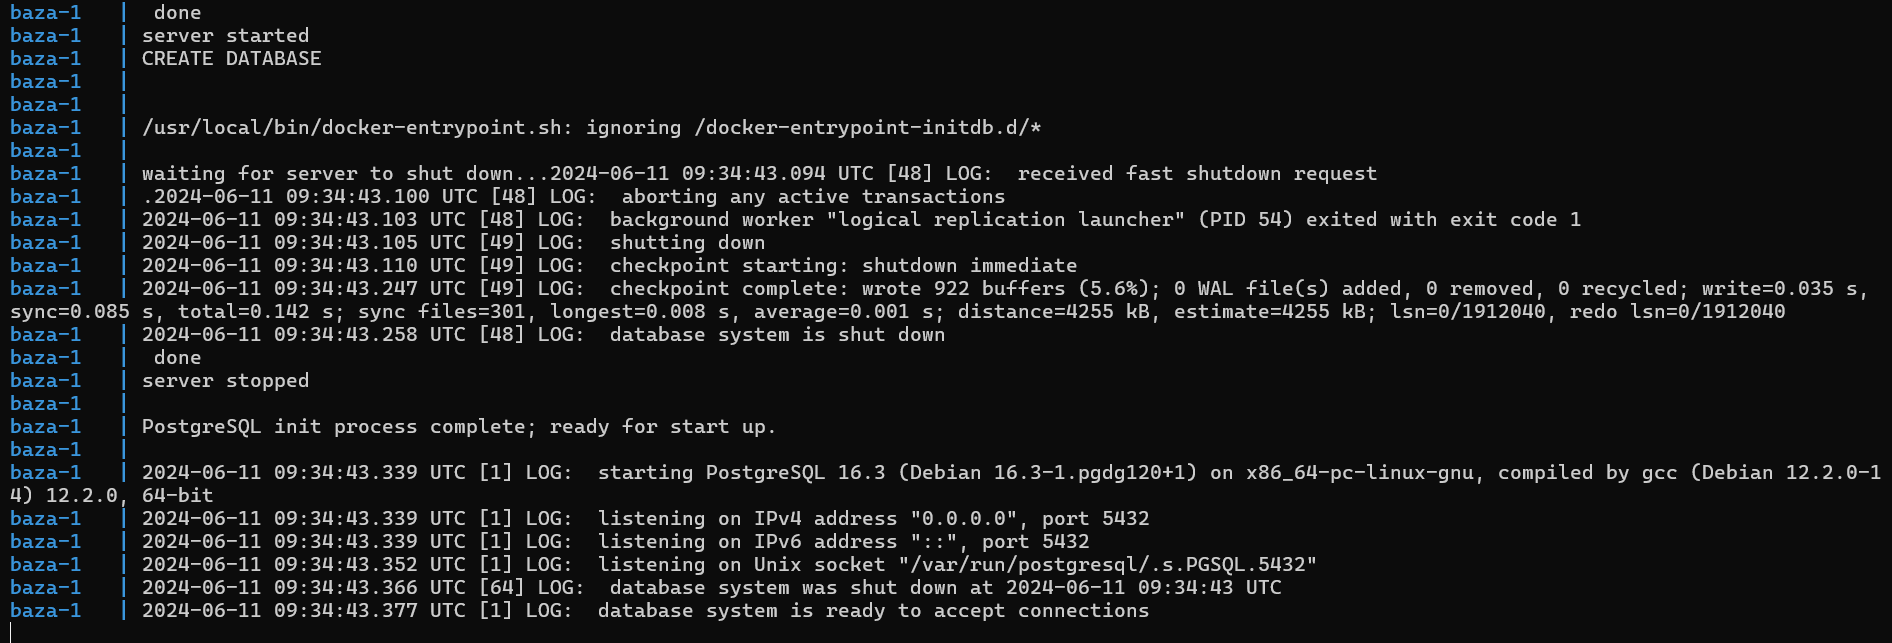 baza-1   |  done
baza-1   | server started
baza-1   | CREATE DATABASE
baza-1   |
baza-1   |
baza-1   | /usr/local/bin/docker-entrypoint.sh: ignoring /docker-entrypoint-initdb.d/*
baza-1   |
baza-1   | waiting for server to shut down...2024-06-11 09:34:43.094 UTC [48] LOG:  received fast shutdown request
baza-1   | .2024-06-11 09:34:43.100 UTC [48] LOG:  aborting any active transactions
baza-1   | 2024-06-11 09:34:43.103 UTC [48] LOG:  background worker "logical replication launcher" (PID 54) exited with exit code 1
baza-1   | 2024-06-11 09:34:43.105 UTC [49] LOG:  shutting down
baza-1   | 2024-06-11 09:34:43.110 UTC [49] LOG:  checkpoint starting: shutdown immediate
baza-1   | 2024-06-11 09:34:43.247 UTC [49] LOG:  checkpoint complete: wrote 922 buffers (5.6%); 0 WAL file(s) added, 0 removed, 0 recycled; write=0.035 s,
sync=0.085 s, total=0.142 s; sync files=301, longest=0.008 s, average=0.001 s; distance=4255 kB, estimate=4255 kB; lsn=0/1912040, redo lsn=0/1912040
baza-1   | 2024-06-11 09:34:43.258 UTC [48] LOG:  database system is shut down
baza-1   |  done
baza-1   | server stopped
baza-1   |
baza-1   | PostgreSQL init process complete; ready for start up.
baza-1   |
baza-1   | 2024-06-11 09:34:43.339 UTC [1] LOG:  starting PostgreSQL 16.3 (Debian 16.3-1.pgdg120+1) on x86_64-pc-linux-gnu, compiled by gcc (Debian 12.2.0-1
4) 12.2.0, 64-bit
baza-1   | 2024-06-11 09:34:43.339 UTC [1] LOG:  listening on IPv4 address "0.0.0.0", port 5432
baza-1   | 2024-06-11 09:34:43.339 UTC [1] LOG:  listening on IPv6 address "::", port 5432
baza-1   | 2024-06-11 09:34:43.352 UTC [1] LOG:  listening on Unix socket "/var/run/postgresql/.s.PGSQL.5432"
baza-1   | 2024-06-11 09:34:43.366 UTC [64] LOG:  database system was shut down at 2024-06-11 09:34:43 UTC
baza-1   | 2024-06-11 09:34:43.377 UTC [1] LOG:  database system is ready to accept connections